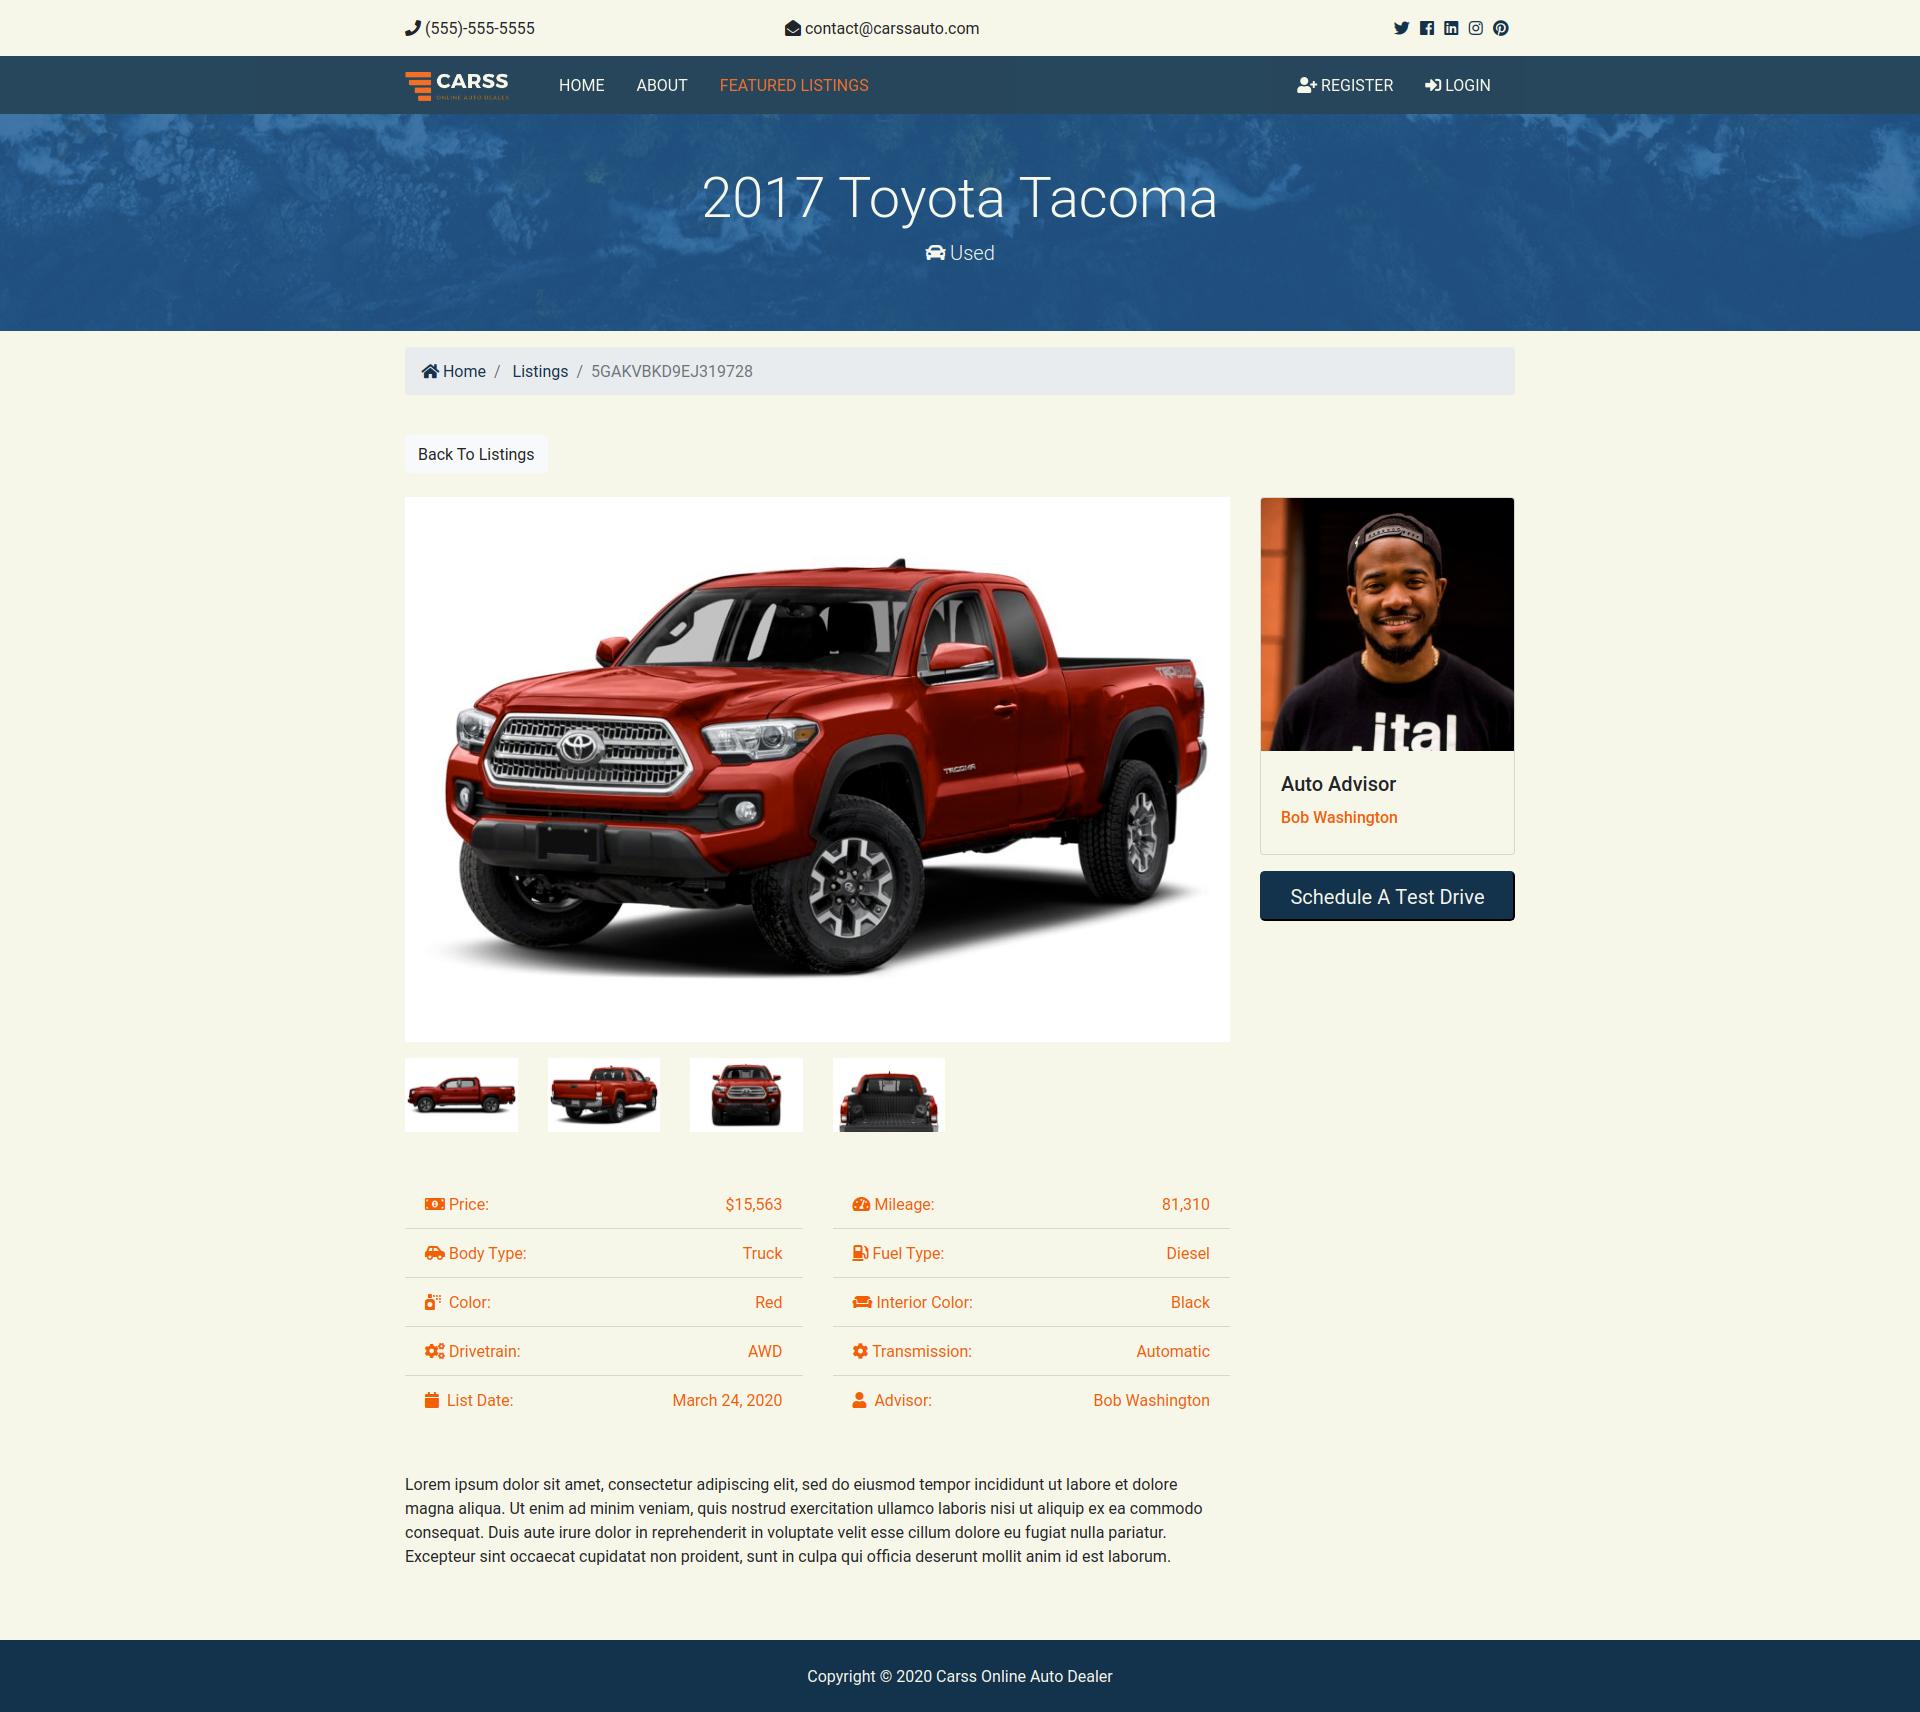 (555)-555-5555
contact@carssauto.com
CARSS
ONLINE AUTO DEALER
HOME
ABOUT
FEATURED LISTINGS
REGISTER
LOGIN
2017 Toyota Tacoma
Used
Home / Listings / 5GAKVBKD9EJ319728
Back To Listings
TACOMA
.ital
Auto Advisor
Bob Washington
Schedule A Test Drive
Price: $15,563
Mileage: 81,310
Body Type: Truck
Fuel Type: Diesel
Color: Red
Interior Color: Black
Drivetrain: AWD
Transmission: Automatic
List Date: March 24, 2020
Advisor: Bob Washington
Lorem ipsum dolor sit amet, consectetur adipiscing elit, sed do eiusmod tempor incididunt ut labore et dolore
magna aliqua. Ut enim ad minim veniam, quis nostrud exercitation ullamco laboris nisi ut aliquip ex ea commodo
consequat. Duis aute irure dolor in reprehenderit in voluptate velit esse cillum dolore eu fugiat nulla pariatur.
Excepteur sint occaecat cupidatat non proident, sunt in culpa qui officia deserunt mollit anim id est laborum.
Copyright © 2020 Carss Online Auto Dealer